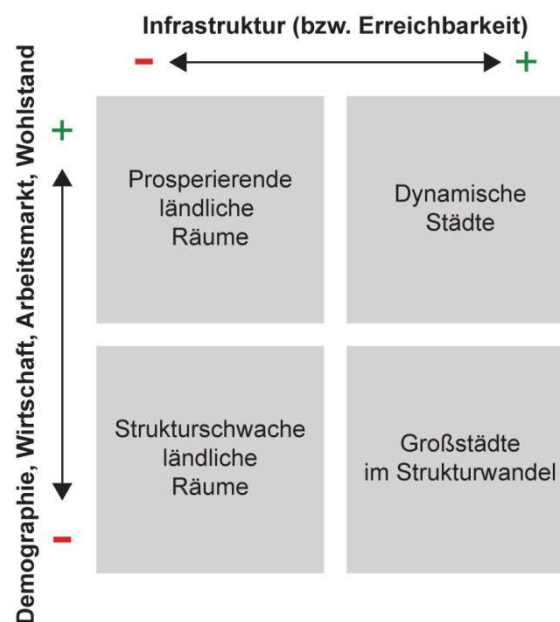 Infrastruktur (bzw. Erreichbarkeit)
- +
Demographie, Wirtschaft, Arbeitsmarkt, Wohlstand
+
Prosperierende
ländliche
Räume
Dynamische
Städte
Strukturschwache
ländliche
Räume
Großstädte
im Strukturwandel
-